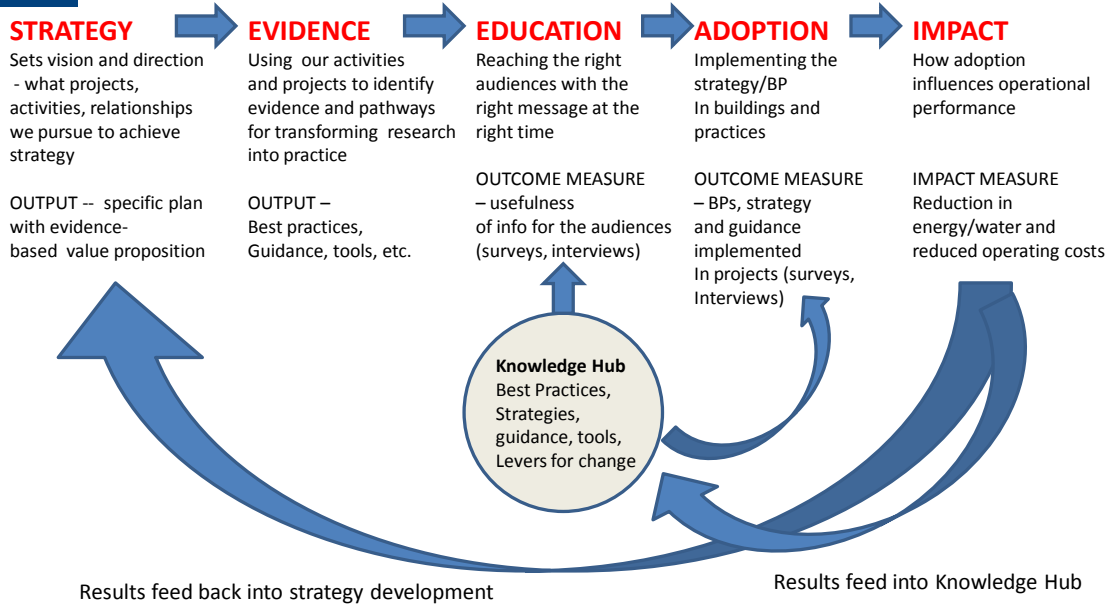 STRATEGY
Sets vision and direction
- what projects,
activities, relationships
we pursue to achieve
strategy
OUTPUT -- specific plan
with evidence-
based value proposition
EVIDENCE
Using our activities
and projects to identify
evidence and pathways
for transforming research
into practice
OUTPUT –
Best practices,
Guidance, tools, etc.
EDUCATION
Reaching the right
audiences with the
right message at the
right time
OUTCOME MEASURE
– usefulness
of info for the audiences
(surveys, interviews)
ADOPTION
Implementing the
strategy/BP
In buildings and
practices
OUTCOME MEASURE
– BPs, strategy
and guidance
implemented
In projects (surveys,
Interviews)
IMPACT
How adoption
influences operational
performance
IMPACT MEASURE
Reduction in
energy/water and
reduced operating costs
Knowledge Hub
Best Practices,
Strategies,
guidance, tools,
Levers for change
Results feed back into strategy development
Results feed into Knowledge Hub